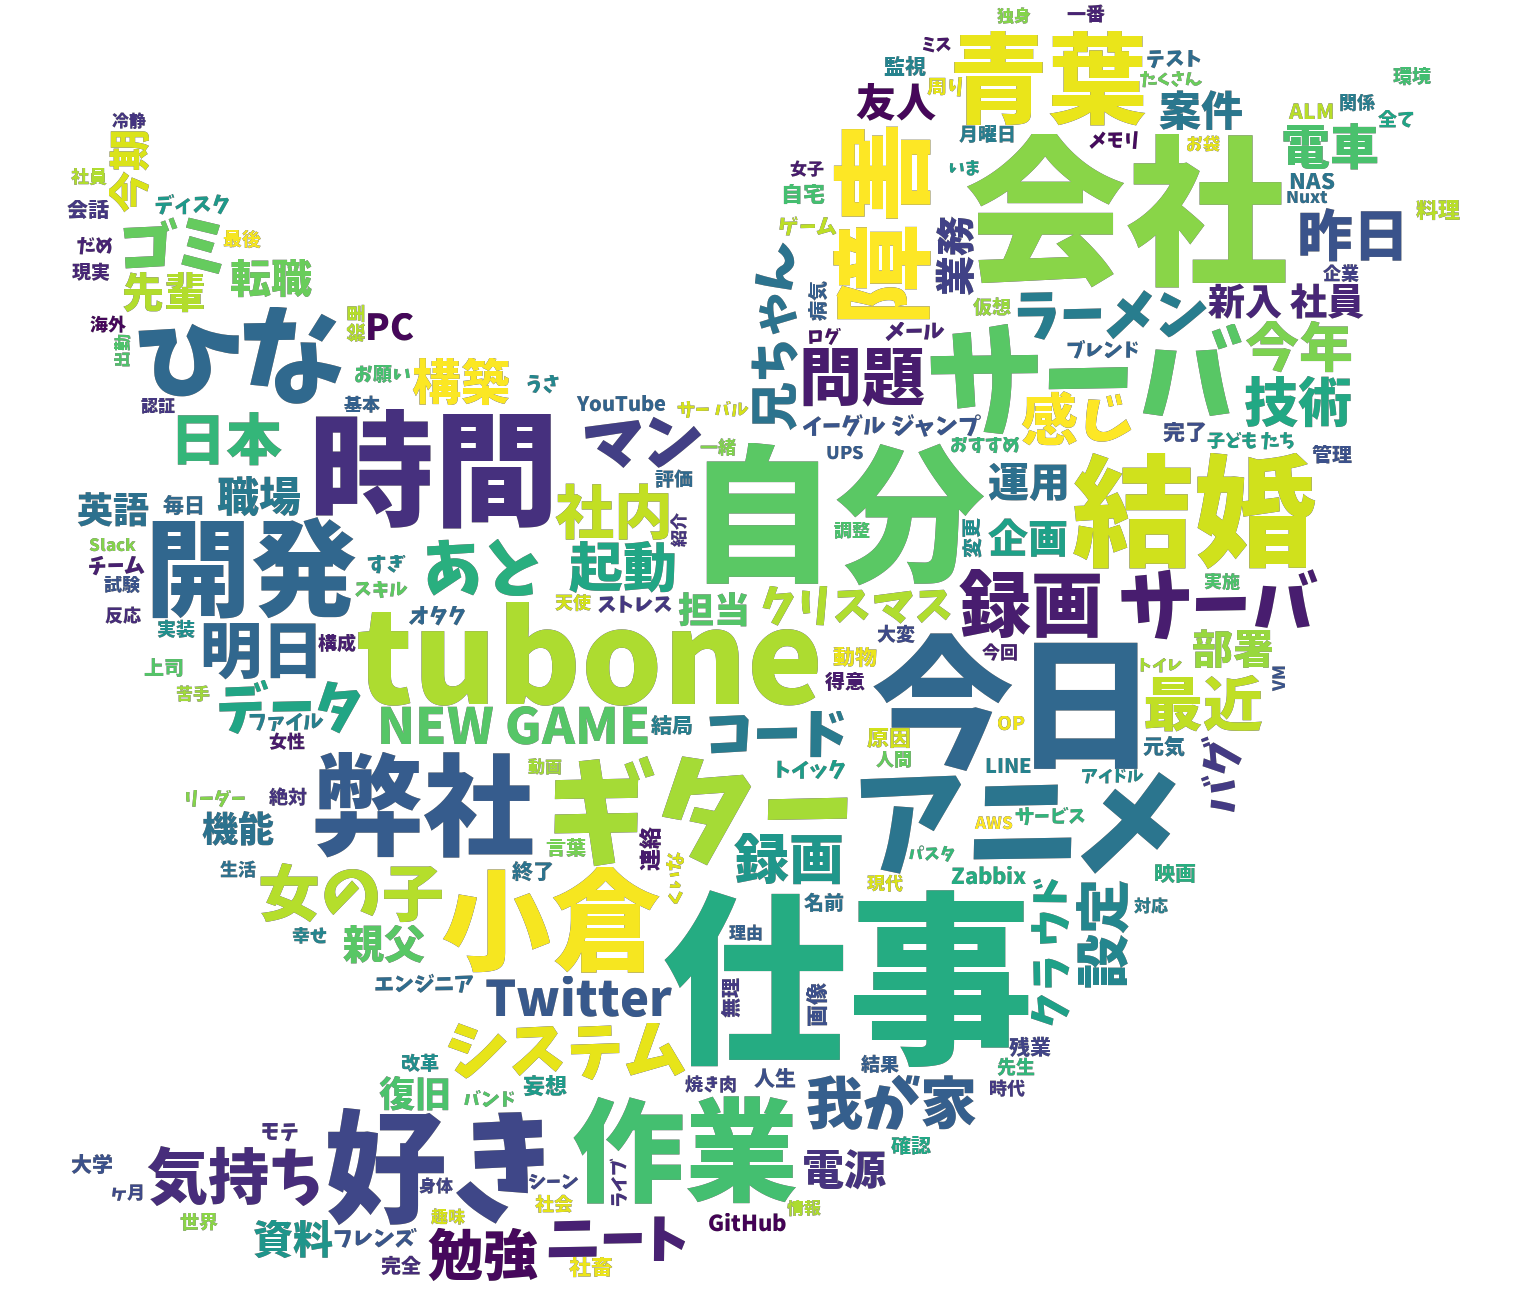 独身
一番
ミス
青葉
テスト
監視
周り
たくさん
環境
友人
案件
ALM
関係
全て
冷静
今期
月曜日
メモリ
お袋
電車
障害
会社
社員
女子
いま
NAS
自宅
Nuxt
会話
ディスク
料理
ゴミ
最後
ゲーム
業務
昨日
だめ
現実
先輩
転職
兄ちゃん
病気
仮想
企業
新入 社員
ラーメン
海外
ひな
PC
ログ
メール
サーバ
ブレンド
今年
出勤
問題
お願い
構築
うさ
技術
認証
基本
YouTube
サー バル
感じ
日本
時間
マン
イーグル ジャンプ
完了
子どもたち
一緒
おすすめ
UPS
管理
自分
結婚
職場
評価
運用
英語
毎日
社内
紹介
調整
変更
企画
Slack
開発
あと
起動
チーム
すぎ
試験
スキル
天使
ストレス
担当
クリスマス
録画
サーバ
実施
反応
オタク
実装
明日
構成
tubone
大変
今日
今回
部署
上司
動物
トイレ
VM
得意
苦手
データ
最近
ファイル
NEW GAME
結局
コード
OP
原因
女性
元気
弊社
動画
ギター
人間
LINE
アイドル
バグ
トイック
アニメ
リーダー
絶対
AWS
サービス
機能
言葉
連絡
録画
パスタ
生活
終了
Zabbix
映画
女の子
小倉
現代
仕事
名前
クラウド
設定
対応
幸せ
親父
理由
エンジニア
Twitter
無理
画像
システム
残業
改革
結果
先生
復旧
妄想
焼き肉
人生
我が家
時代
バンド
作業
モテ
好き
確認
大学
気持ち
電源
ケ月
身体
シーン
ライブ
社会
情報
世界
趣味
資料
フレンズ
勉強
ニート
GitHub
完全
社畜